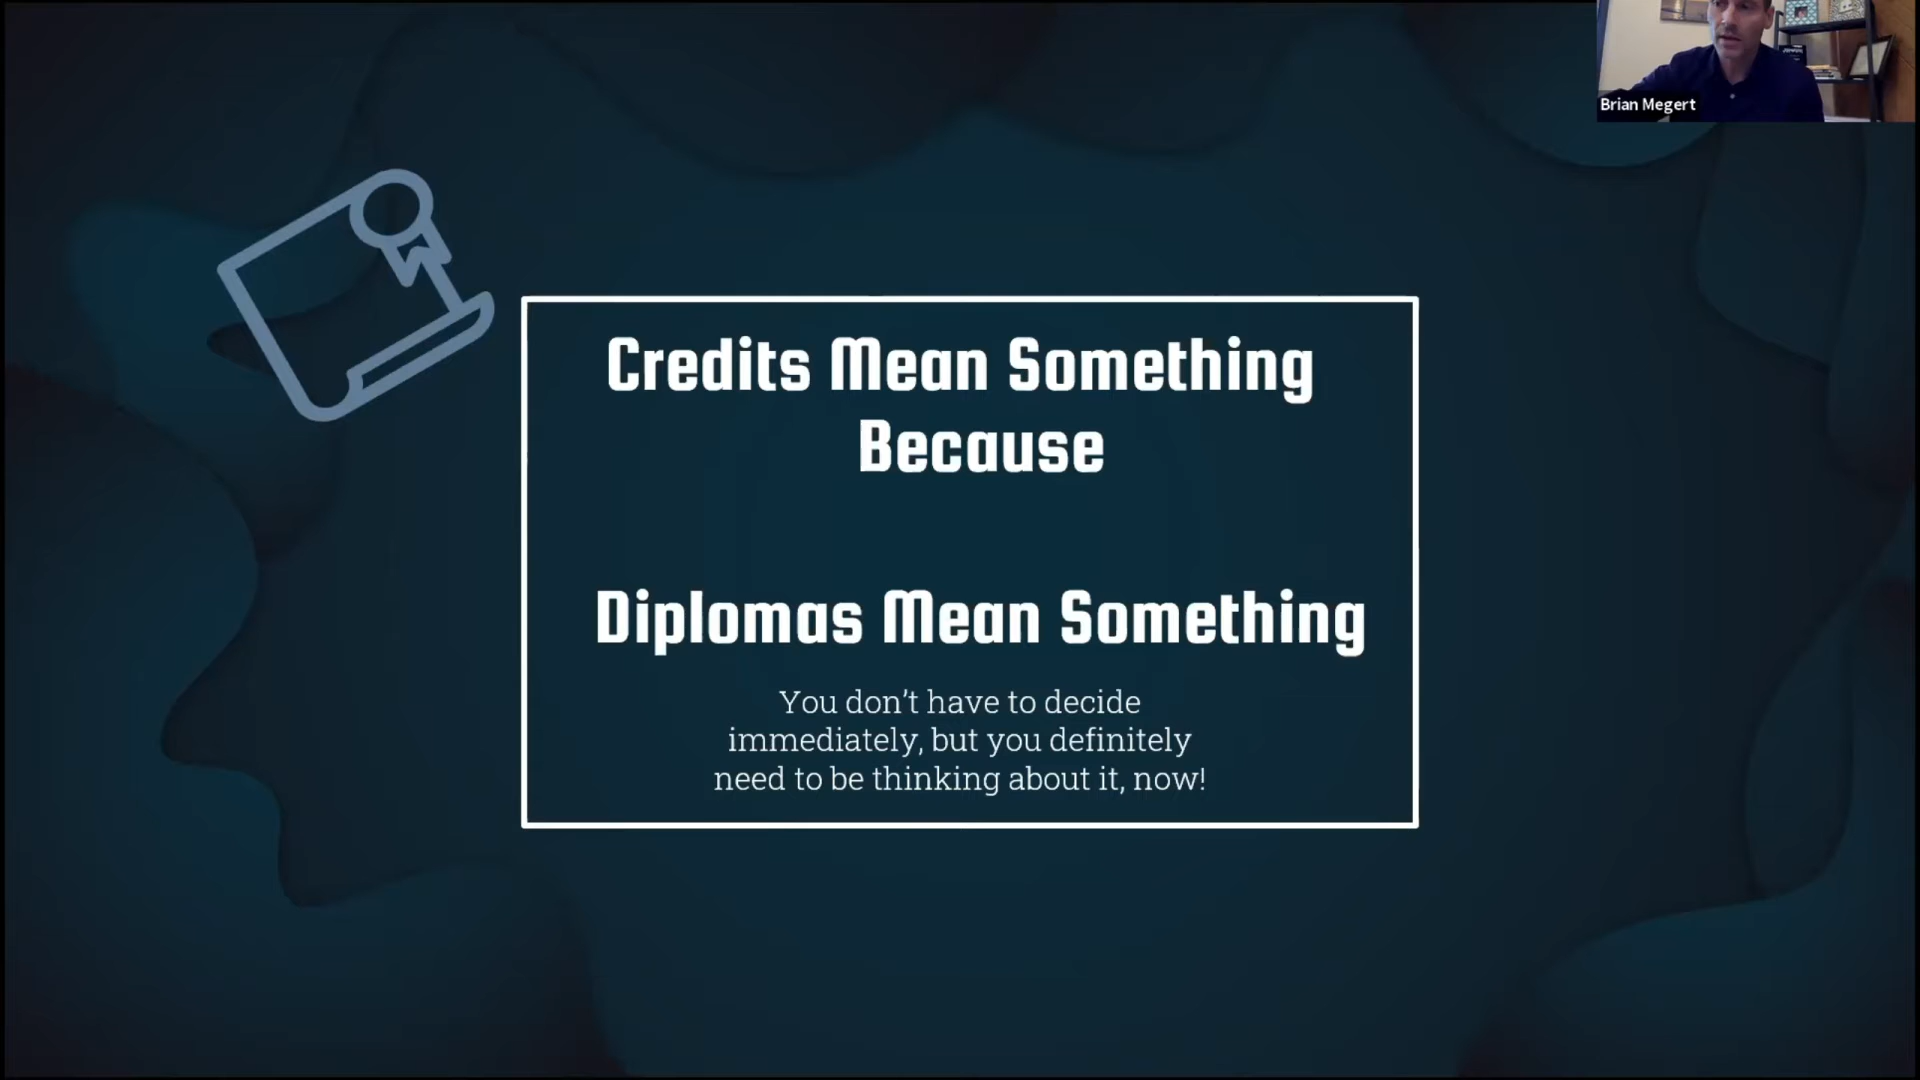 Brian Megert
Credits Mean Something
Because
Diplomas Mean Something
You don't have to decide
immediately, but you definitely
need to be thinking about it, now!